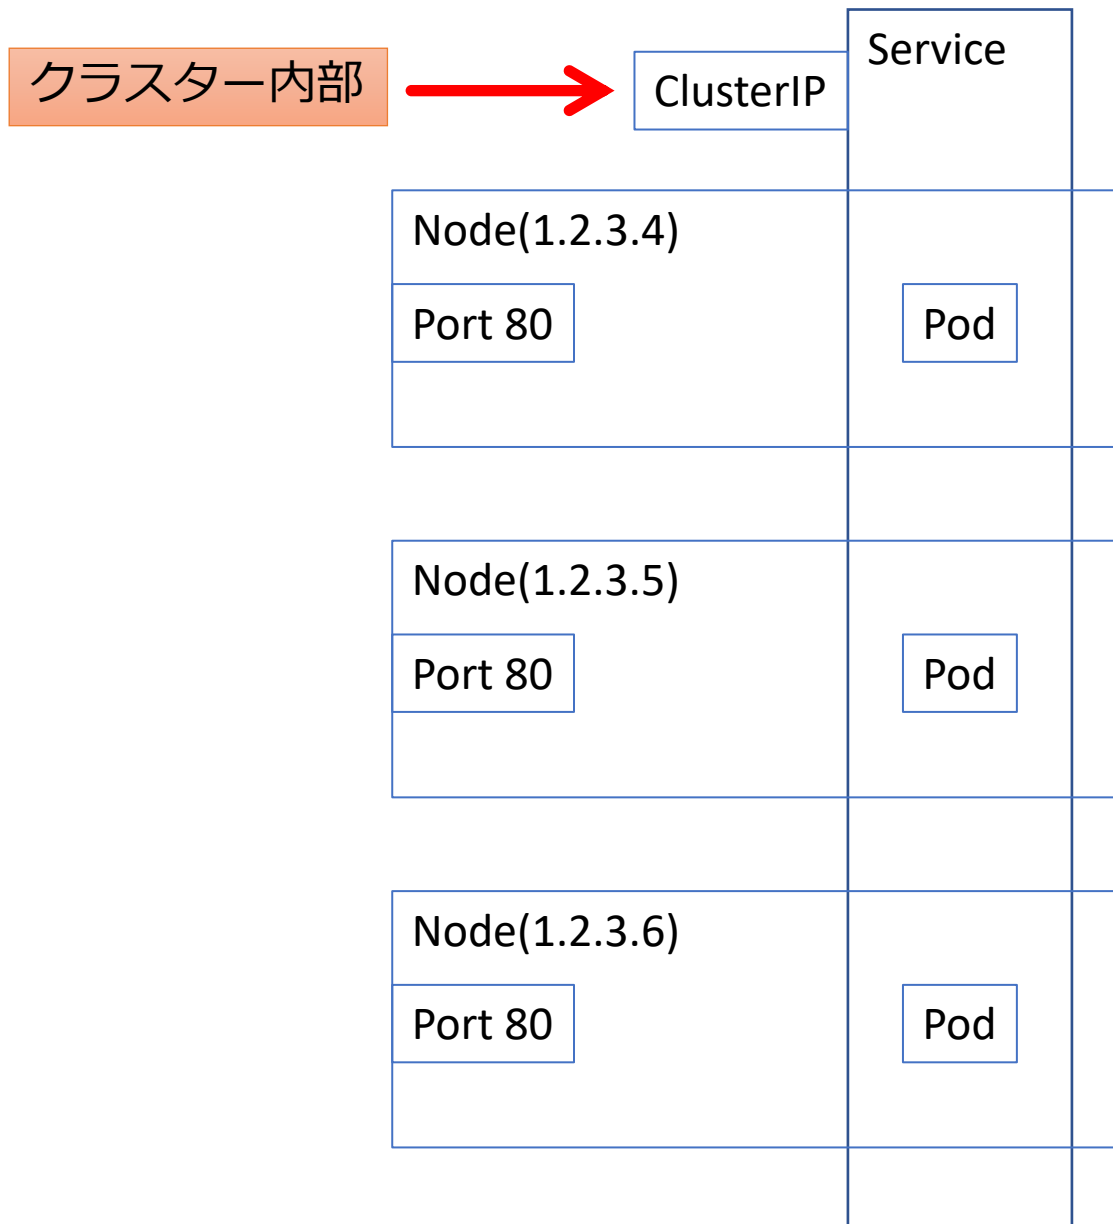 クラスター内部
ClusterIP
Service
Node(1.2.3.4)
Port 80
Pod
Node(1.2.3.5)
Port 80
Pod
Node(1.2.3.6)
Port 80
Pod